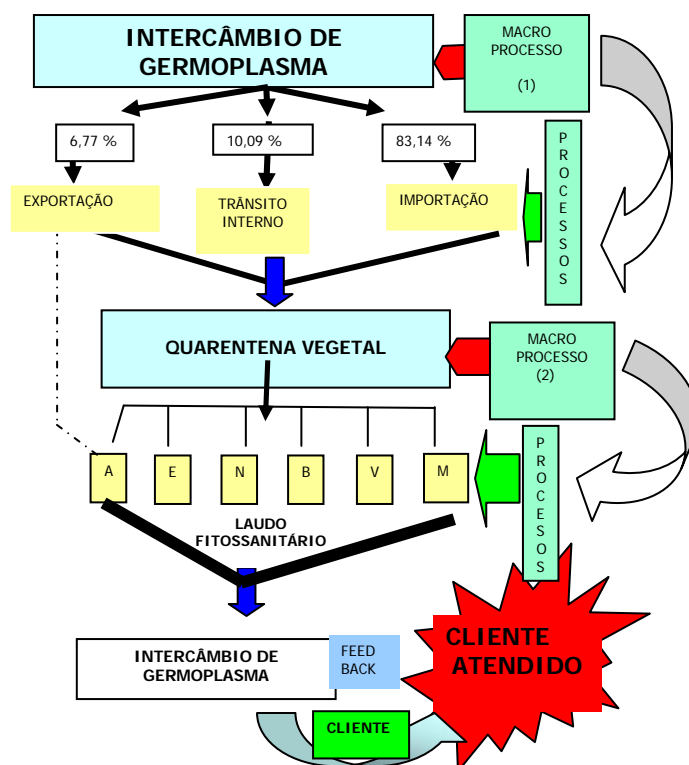 INTERCÂMBIO DE
GERMOPLASMA
MACRO
PROCESSO
(1)
6,77 %
10,09 %
83,14 %
P
R
O
C
E
S
S
O
S
EXPORTAÇÃO
TRÂNSITO
INTERNO
IMPORTAÇÃO
QUARENTENA VEGETAL
MACRO
PROCESSO
(2)
A
E
N
B
V
M
P
R
O
C
E
S
O
S
LAUDO
FITOSSANITÁRIO
INTERCÂMBIO DE
GERMOPLASMA
FEED
BACK
CLIENTE
ATENDIDO
CLIENTE